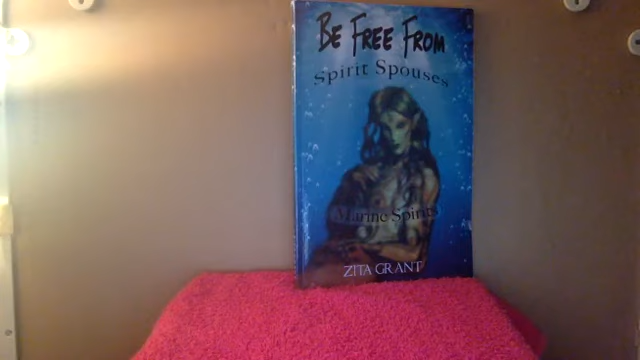 Be Free From
Spirit Spouses
Marine Spirits
ZITA GRANT